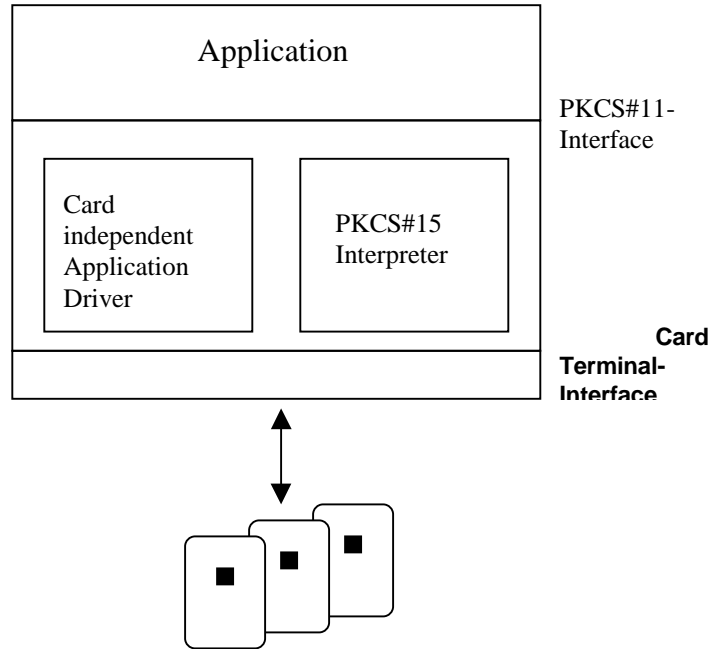 Application
PKCS#11-
Interface
Card
independent
Application
Driver
PKCS#15
Interpreter
Card
Terminal-
Interface